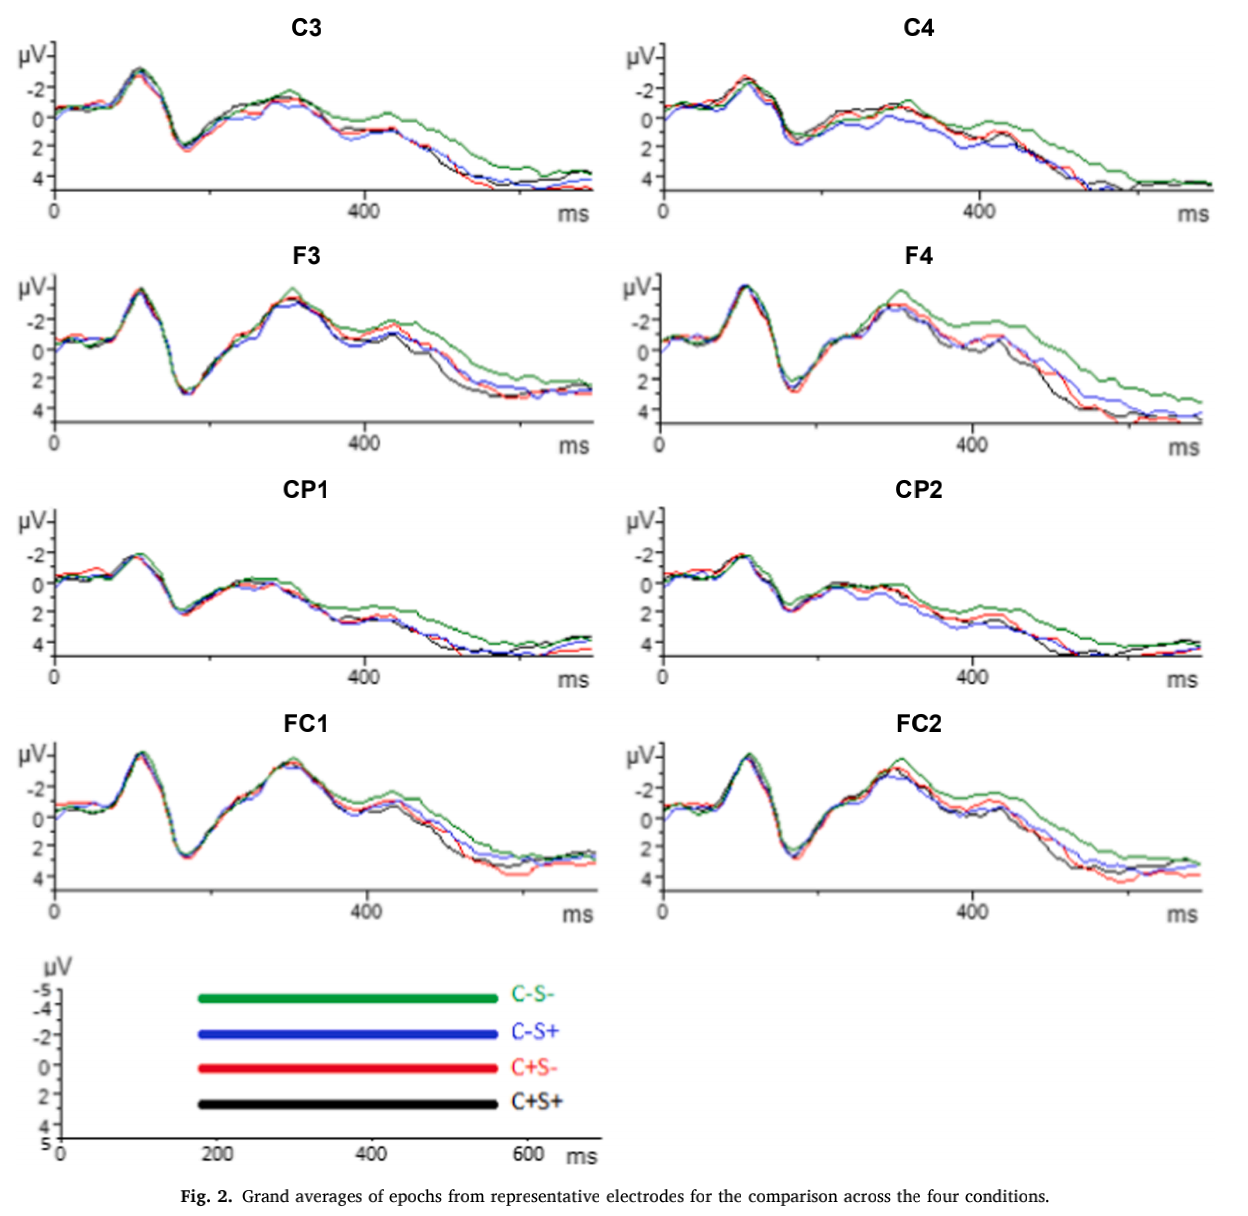 C3 C4
μV μV
-2 -2
0 0
2 2
4 4
0 400 ms 0 400 ms
F3 F4
μV μV
-2 -2
0 0
2 2
4 4
0 400 ms 0 400 ms
CP1 CP2
μV μV
-2 -2
0 0
2 2
4 4
0 400 ms 0 400 ms
FC1 FC2
μV μV
-2 -2
0 0
2 2
4 4
0 400 ms 0 400 ms
μV
-5
-4
-2
0
2
4
5
0 200 400 600 ms
C-S-
C-S+
C+S-
C+S+
Fig. 2. Grand averages of epochs from representative electrodes for the comparison across the four conditions.